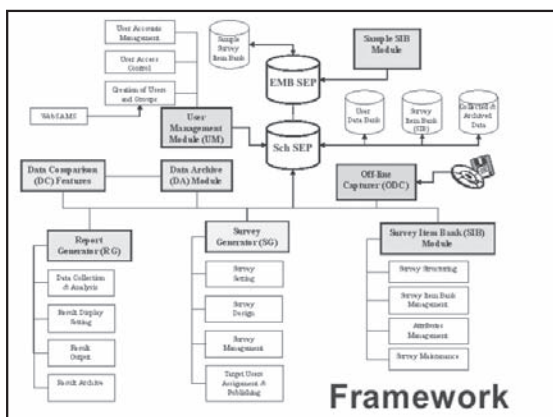 User Accounts
Management
User Access
Control
Creation of Users
and Groups
WebSAMS
Sample
Survey
Item Bank
EMB SEP
Sample SIB
Module
User
Management
Module (UM)
Sch SEP
User
Data Bank
Survey
Item Bank
(SIB)
Collected &
Archived
Data
Data Comparison
(DC) Features
Data Archive
(DA) Module
Off-line
Capturer (ODC)
Report
Generator (RG)
Survey
Generator (SG)
Survey Item Bank (SIB)
Module
Data Collection
& Analysis
Result Display
Setting
Result
Output
Result Archive
Survey
Setting
Survey
Design
Survey
Management
Target Users
Assignment &
Publishing
Survey Structuring
Survey Item Bank
Management
Attributes
Management
Survey Maintenance
Framework